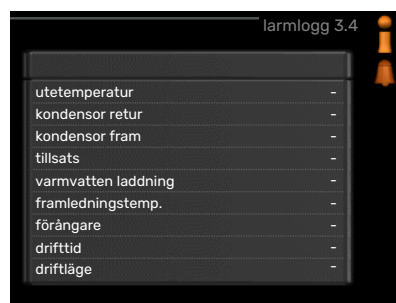 larmlogg 3.4
utetemperatur -
kondensor retur -
kondensor fram -
tillsats -
varmvatten laddning -
framledningstemp. -
förångare -
drifttid -
driftläge -